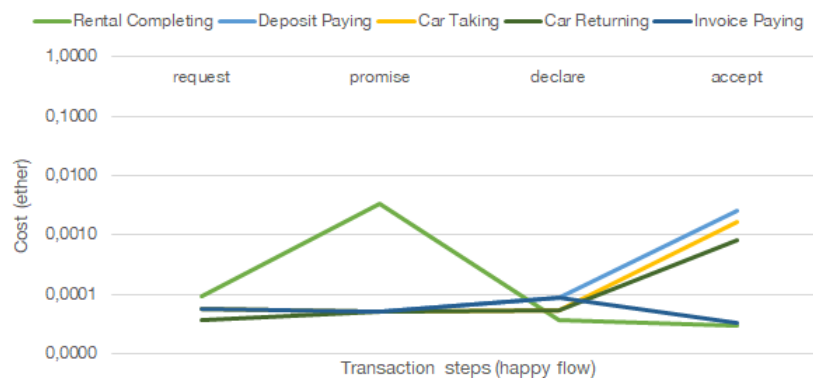 Rental Completing Deposit Paying Car Taking Car Returning Invoice Paying
1,0000
request promise declare accept
0,1000
0,0100
Cost (ether)
0,0010
0,0001
0,0000
Transaction steps (happy flow)